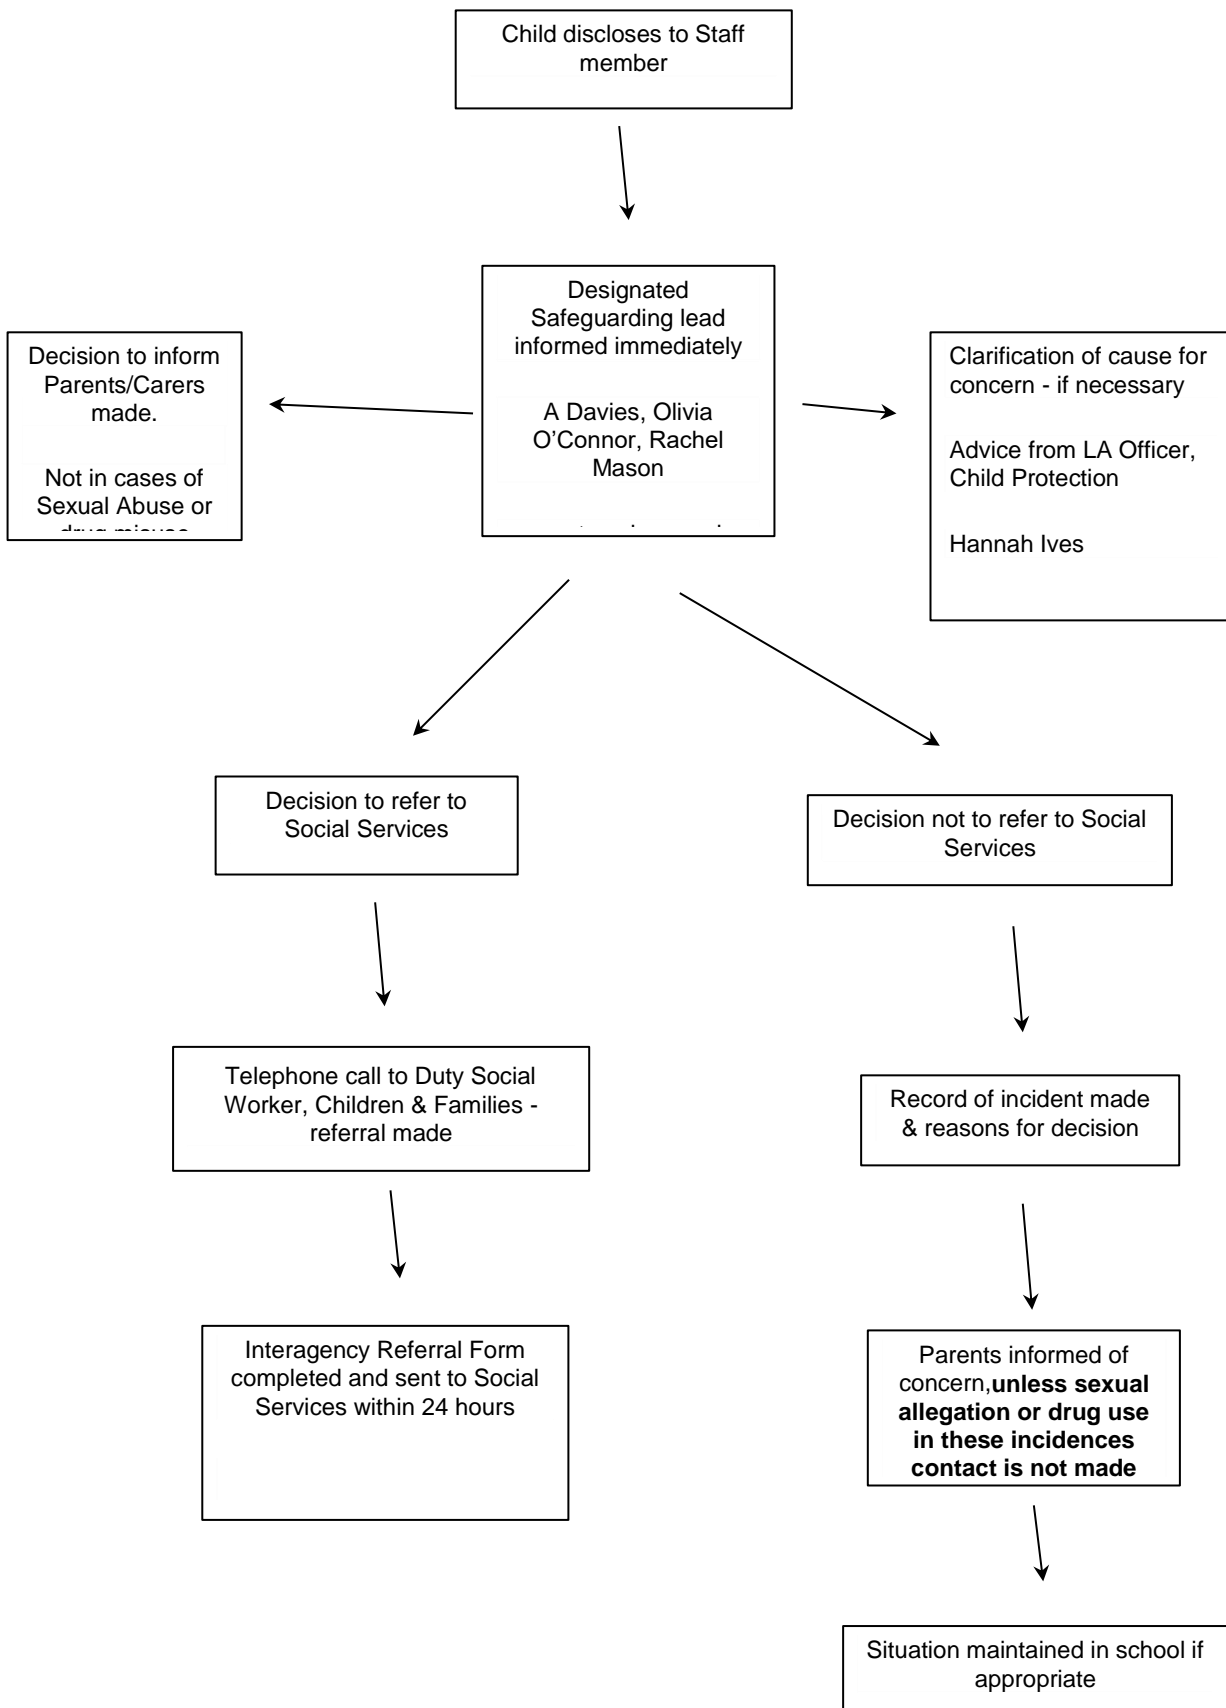 Child discloses to Staff
member
Designated
Safeguarding lead
informed immediately
A Davies, Olivia
O’Connor, Rachel
Mason
Decision to inform
Parents/Carers
made.
Not in cases of
Sexual Abuse or
drug misuse
Clarification of cause for
concern - if necessary
Advice from LA Officer,
Child Protection
Hannah Ives
Decision to refer to
Social Services
Decision not to refer to Social
Services
Telephone call to Duty Social
Worker, Children & Families -
referral made
Record of incident made
& reasons for decision
Interagency Referral Form
completed and sent to Social
Services within 24 hours
Parents informed of
concern,unless sexual
allegation or drug use
in these incidences
contact is not made
Situation maintained in school if
appropriate